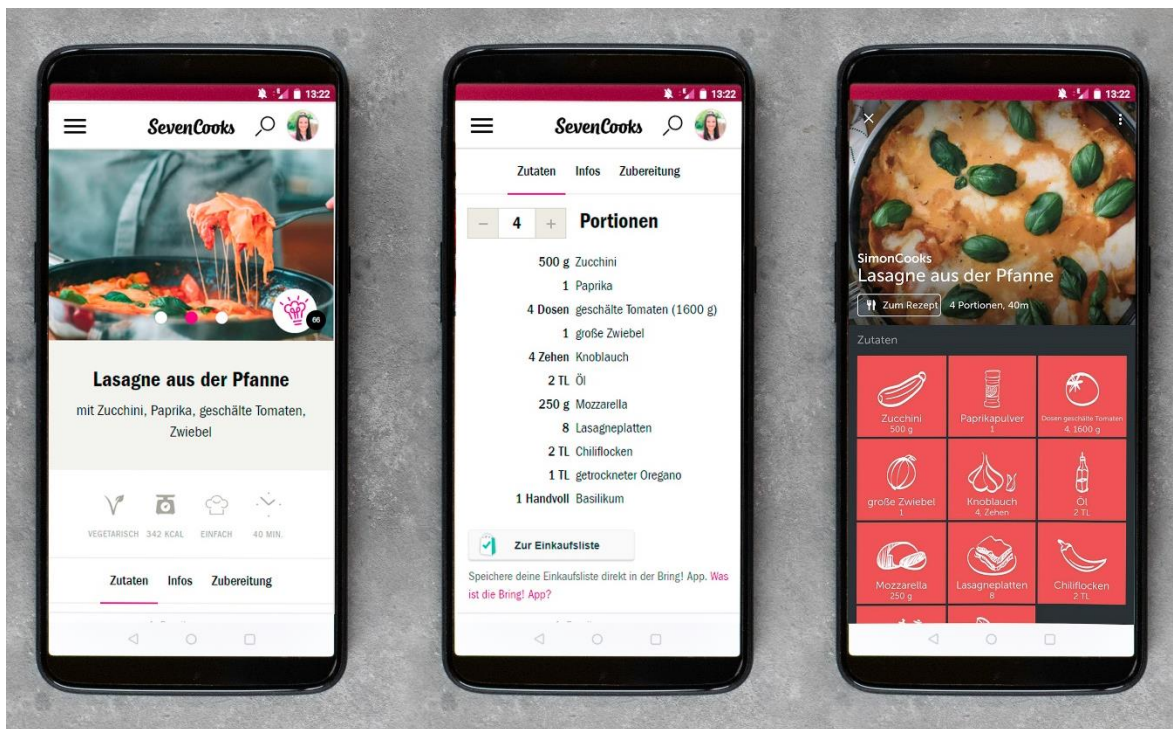 13:22
SevenCooks
66
Lasagne aus der Pfanne
mit Zucchini, Paprika, geschälte Tomaten,
Zwiebel
VEGETARISCH 342 KCAL EINFACH 40 MIN.
Zutaten Infos Zubereitung
13:22
SevenCooks
Zutaten Infos Zubereitung
− 4 + Portionen
500 g Zucchini
1 Paprika
4 Dosen geschälte Tomaten (1600 g)
1 große Zwiebel
4 Zehen Knoblauch
2 TL Öl
250 g Mozzarella
8 Lasagneplatten
2 TL Chiliflocken
1 TL getrockneter Oregano
1 Handvoll Basilikum
Zur Einkaufsliste
Speichere deine Einkaufsliste direkt in der Bring! App. Was
ist die Bring! App?
13:22
SimonCooks
Lasagne aus der Pfanne
Zum Rezept 4 Portionen, 40m
Zutaten
Zucchini
500 g
Paprikapulver
1
Dosen geschälte Tomaten
4, 1600 g
große Zwiebel
1
Knoblauch
4, Zehen
Öl
2 TL
Mozzarella
250 g
Lasagneplatten
8
Chiliflocken
2 TL